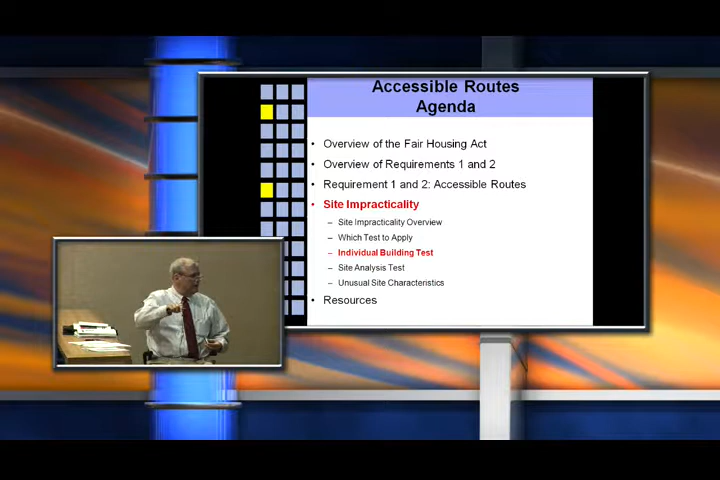 Accessible Routes
Agenda
• Overview of the Fair Housing Act
• Overview of Requirements 1 and 2
• Requirement 1 and 2: Accessible Routes
• Site Impracticality
– Site Impracticality Overview
– Which Test to Apply
– Individual Building Test
– Site Analysis Test
– Unusual Site Characteristics
• Resources